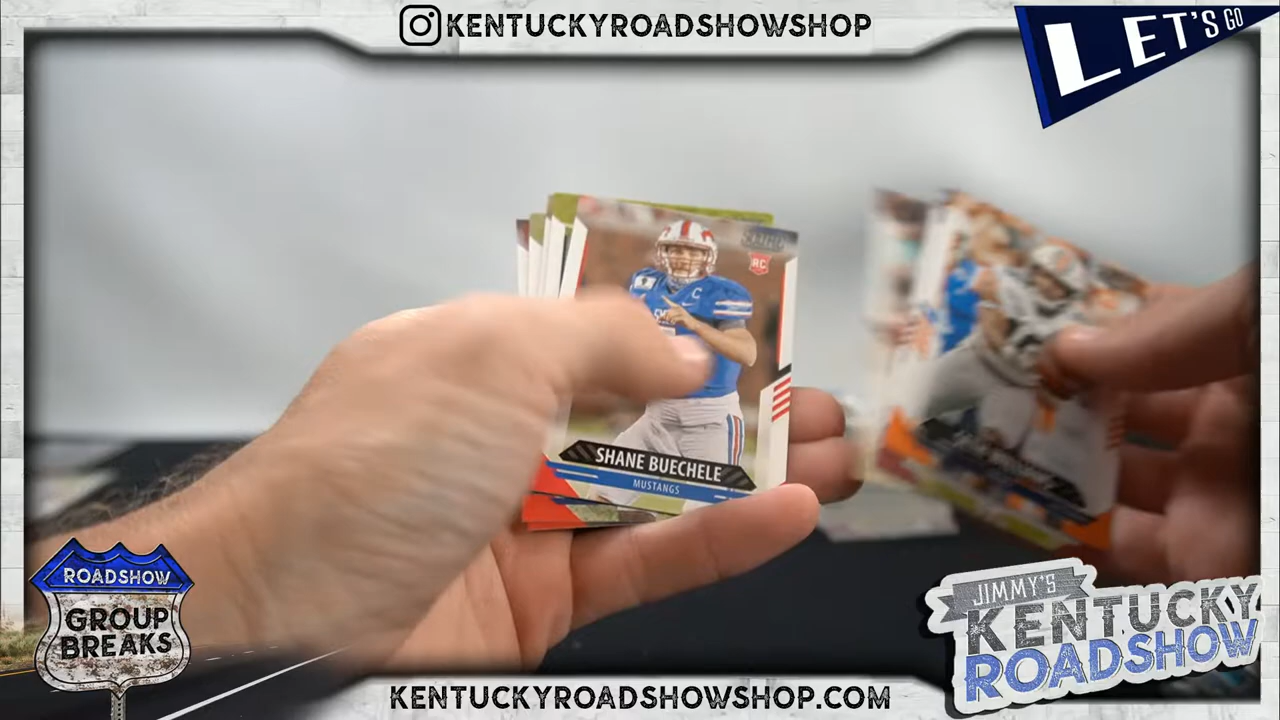 KENTUCKYROADSHOWSHOP
LET'S GO
RC
C
SHANE BUECHELE
MUSTANGS
ROADSHOW
GROUP
BREAKS
JIMMY'S
KENTUCKY
ROADSHOW
KENTUCKYROADSHOWSHOP.COM